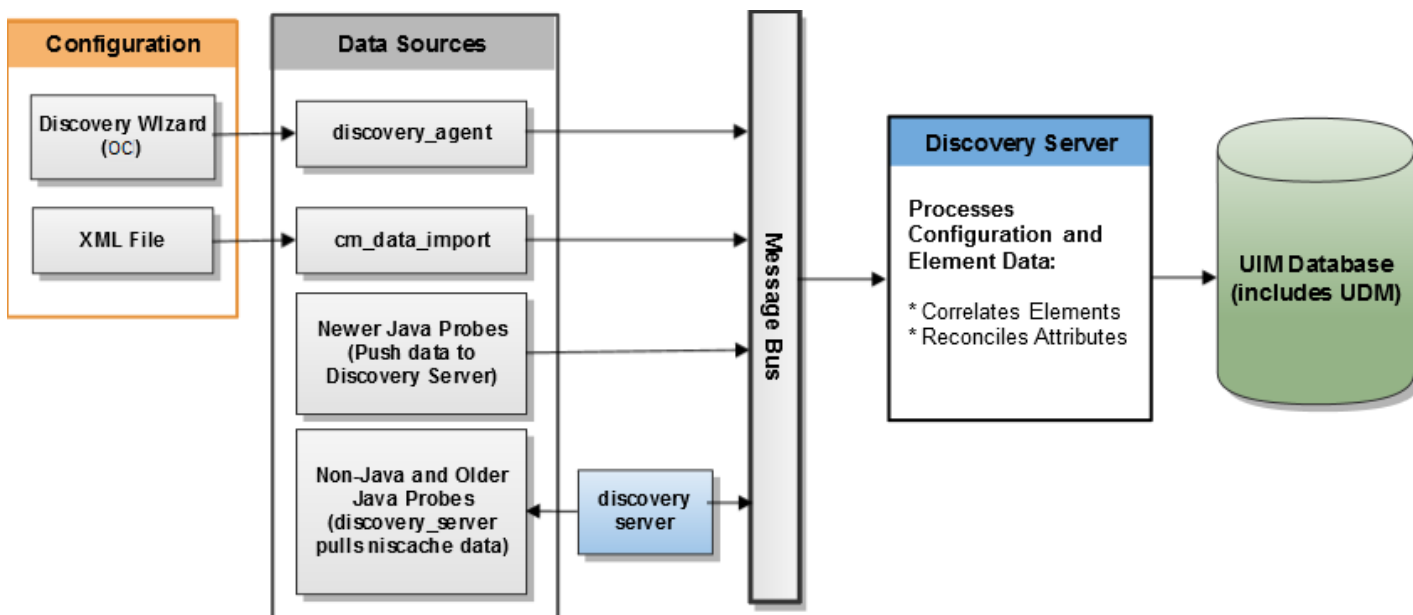 Configuration
Discovery WIzard
(OC)
XML File
Data Sources
discovery_agent
cm_data_import
Newer Java Probes
(Push data to
Discovery Server)
Non-Java and Older
Java Probes
(discovery_server
pulls niscache data)
discovery
server
Message Bus
Discovery Server
Processes
Configuration and
Element Data:
* Correlates Elements
* Reconciles Attributes
UIM Database
(includes UDM)